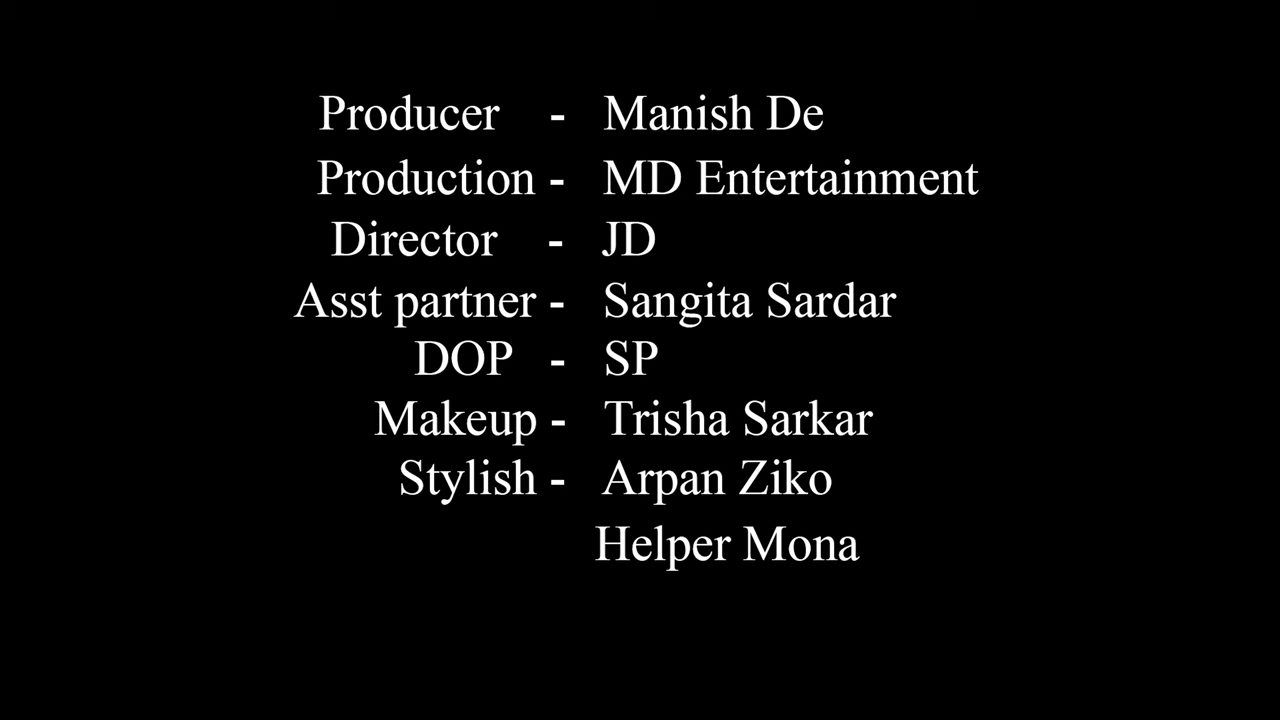 Producer - Manish De
Production - MD Entertainment
Director - JD
Asst partner - Sangita Sardar
DOP - SP
Makeup - Trisha Sarkar
Stylish - Arpan Ziko
Helper Mona